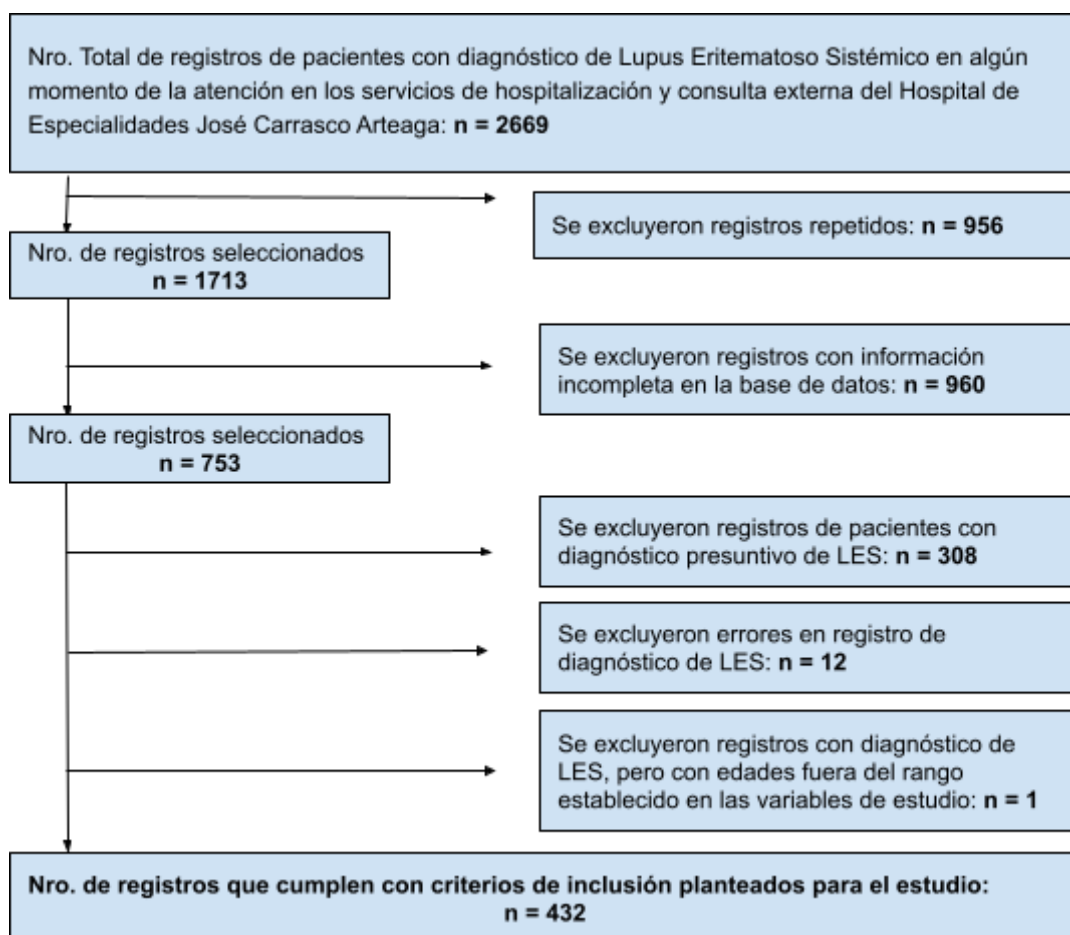 Nro. Total de registros de pacientes con diagnóstico de Lupus Eritematoso Sistémico en algún
momento de la atención en los servicios de hospitalización y consulta externa del Hospital de
Especialidades José Carrasco Arteaga: n = 2669
Se excluyeron registros repetidos: n = 956
Nro. de registros seleccionados
n = 1713
Se excluyeron registros con información
incompleta en la base de datos: n = 960
Nro. de registros seleccionados
n = 753
Se excluyeron registros de pacientes con
diagnóstico presuntivo de LES: n = 308
Se excluyeron errores en registro de
diagnóstico de LES: n = 12
Se excluyeron registros con diagnóstico de
LES, pero con edades fuera del rango
establecido en las variables de estudio: n = 1
Nro. de registros que cumplen con criterios de inclusión planteados para el estudio:
n = 432